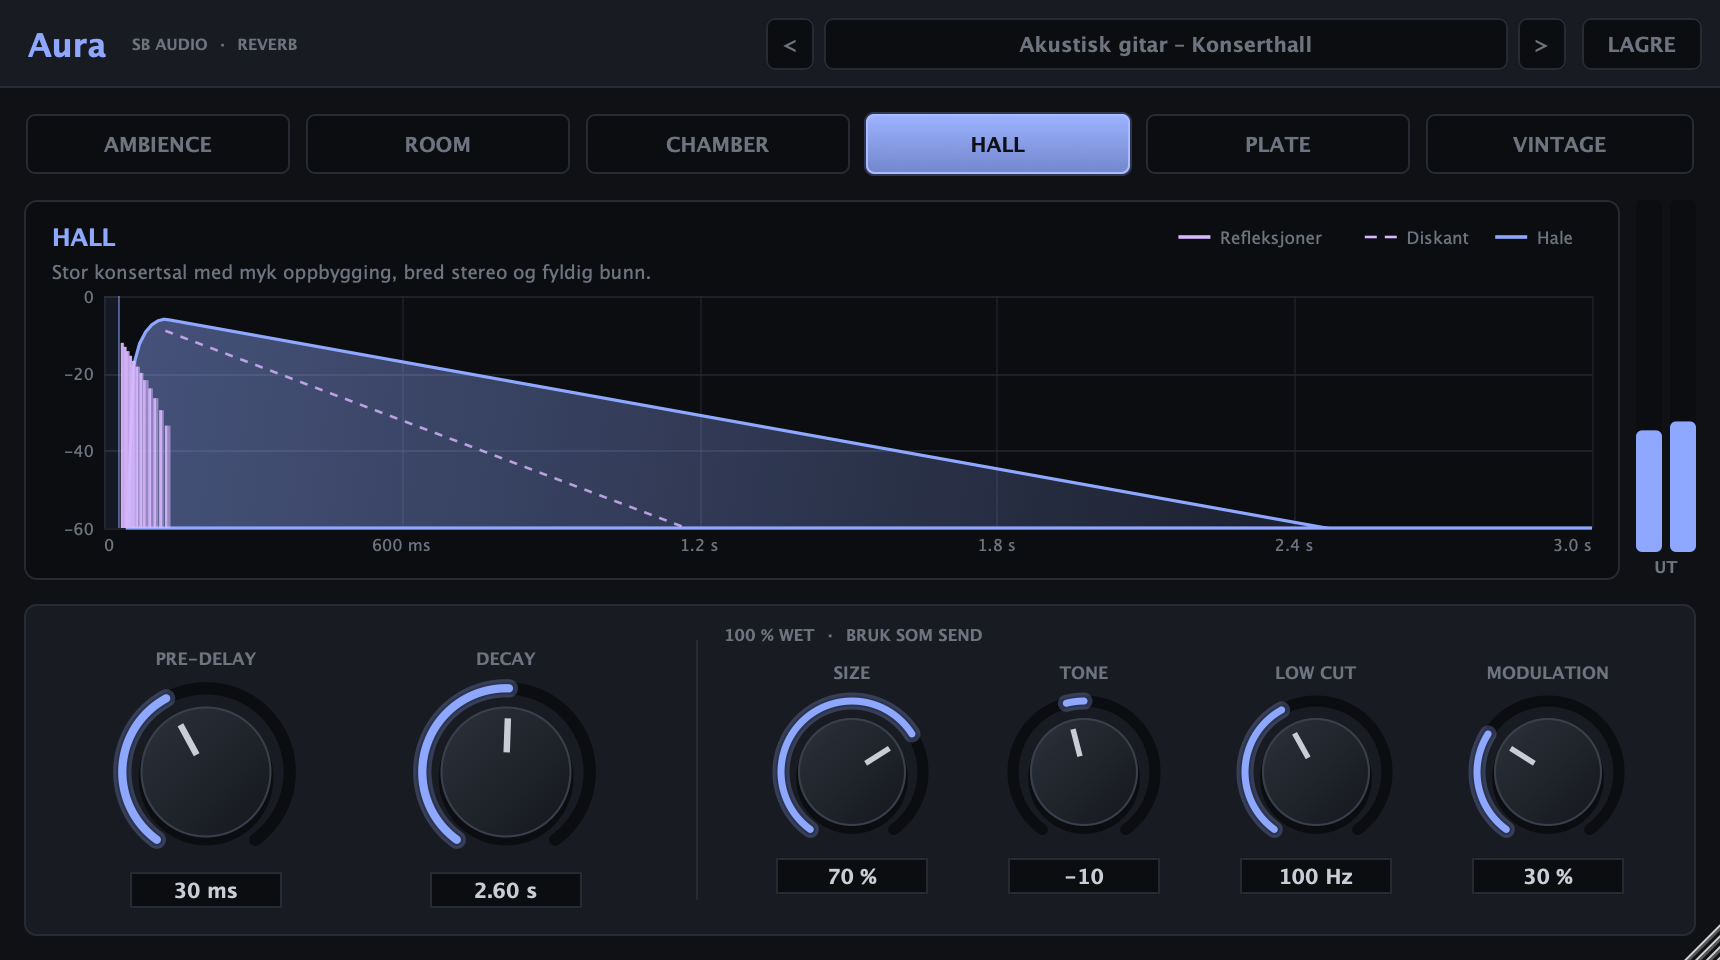 Aura SB AUDIO · REVERB < Akustisk gitar – Konserthall > LAGRE
AMBIENCE ROOM CHAMBER HALL PLATE VINTAGE
HALL Refleksjoner Diskant Hale
Stor konsertsal med myk oppbygging, bred stereo og fyldig bunn.
0
−20
−40
−60
0 600 ms 1.2 s 1.8 s 2.4 s 3.0 s
UT
100 % WET · BRUK SOM SEND
PRE-DELAY DECAY SIZE TONE LOW CUT MODULATION
30 ms 2.60 s 70 % −10 100 Hz 30 %